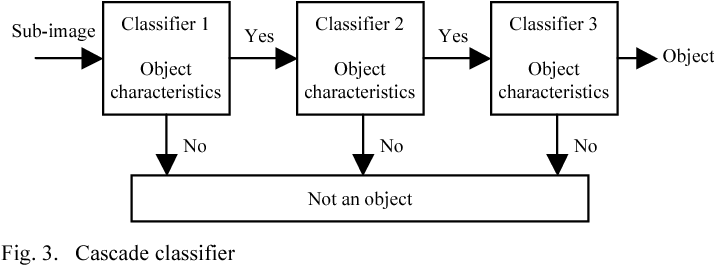 Sub-image
Classifier 1
Object
characteristics
Yes
Classifier 2
Object
characteristics
Yes
Classifier 3
Object
characteristics
Object
No
No
No
Not an object
Fig. 3. Cascade classifier